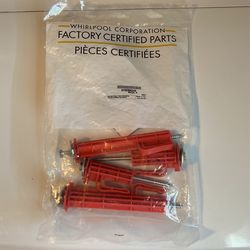 WHIRLPOOL CORPORATION
FACTORY CERTIFIED PARTS
PIÈCES CERTIFIÉES